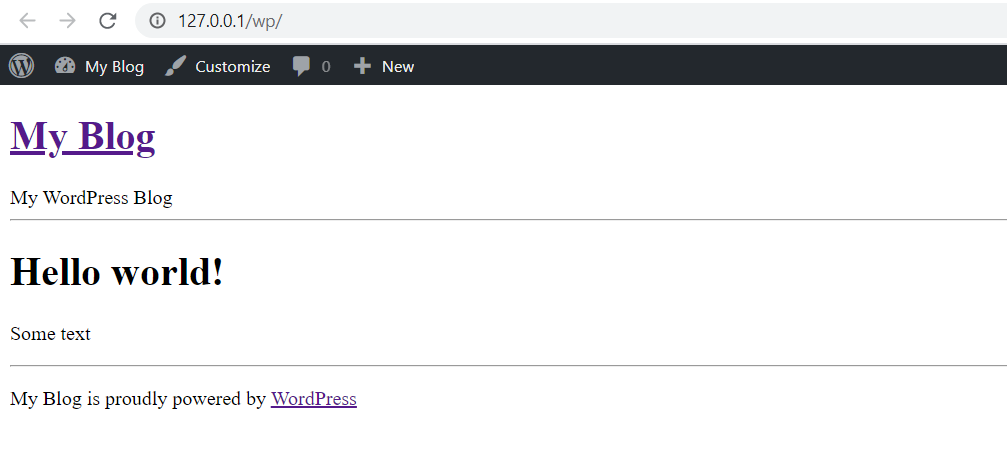 127.0.0.1/wp/
My Blog Customize 0 New
My Blog
My WordPress Blog
Hello world!
Some text
My Blog is proudly powered by WordPress